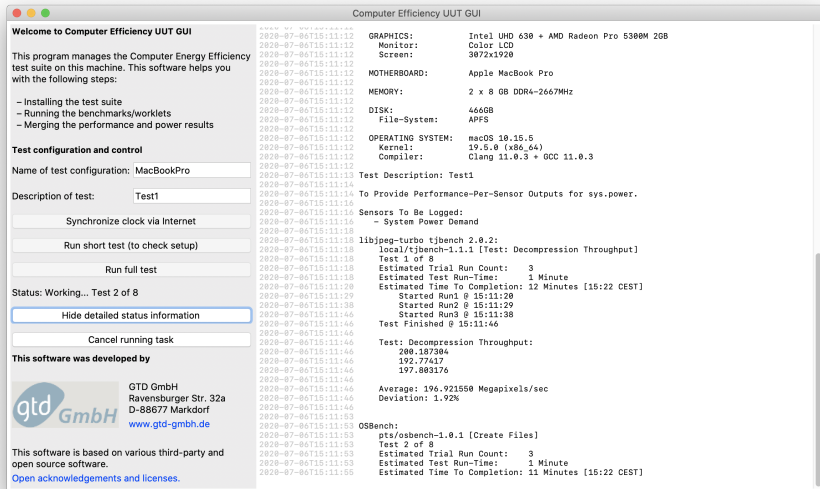 Computer Efficiency UUT GUI
Welcome to Computer Efficiency UUT GUI
This program manages the Computer Energy Efficiency
test suite on this machine. This software helps you
with the following steps:
– Installing the test suite
– Running the benchmarks/worklets
– Merging the performance and power results
Test configuration and control
Name of test configuration: MacBookPro
Description of test: Test1
Synchronize clock via Internet
Run short test (to check setup)
Run full test
Status: Working... Test 2 of 8
Hide detailed status information
Cancel running task
This software was developed by
gtd GmbH
GTD GmbH
Ravensburger Str. 32a
D-88677 Markdorf
www.gtd-gmbh.de
This software is based on various third-party and
open source software.
Open acknowledgements and licenses.
2020-07-06T15:11:12 GRAPHICS: Intel UHD 630 + AMD Radeon Pro 5300M 2GB
2020-07-06T15:11:12 Monitor: Color LCD
2020-07-06T15:11:12 Screen: 3072x1920
2020-07-06T15:11:12
2020-07-06T15:11:12 MOTHERBOARD: Apple MacBook Pro
2020-07-06T15:11:12
2020-07-06T15:11:12 MEMORY: 2 x 8 GB DDR4-2667MHz
2020-07-06T15:11:12
2020-07-06T15:11:12 DISK: 466GB
2020-07-06T15:11:12 File-System: APFS
2020-07-06T15:11:12
2020-07-06T15:11:12 OPERATING SYSTEM: macOS 10.15.5
2020-07-06T15:11:12 Kernel: 19.5.0 (x86_64)
2020-07-06T15:11:12 Compiler: Clang 11.0.3 + GCC 11.0.3
2020-07-06T15:11:12
2020-07-06T15:11:13 Test Description: Test1
2020-07-06T15:11:14
2020-07-06T15:11:14 To Provide Performance-Per-Sensor Outputs for sys.power.
2020-07-06T15:11:16
2020-07-06T15:11:16 Sensors To Be Logged:
2020-07-06T15:11:16 – System Power Demand
2020-07-06T15:11:18
2020-07-06T15:11:18 libjpeg-turbo tjbench 2.0.2:
2020-07-06T15:11:18 local/tjbench-1.1.1 [Test: Decompression Throughput]
2020-07-06T15:11:18 Test 1 of 8
2020-07-06T15:11:18 Estimated Trial Run Count: 3
2020-07-06T15:11:18 Estimated Test Run-Time: 1 Minute
2020-07-06T15:11:20 Estimated Time To Completion: 12 Minutes [15:22 CEST]
2020-07-06T15:11:29 Started Run1 @ 15:11:20
2020-07-06T15:11:38 Started Run2 @ 15:11:29
2020-07-06T15:11:46 Started Run3 @ 15:11:38
2020-07-06T15:11:46 Test Finished @ 15:11:46
2020-07-06T15:11:46
2020-07-06T15:11:46 Test: Decompression Throughput:
2020-07-06T15:11:46 200.187304
2020-07-06T15:11:46 192.77417
2020-07-06T15:11:46 197.803176
2020-07-06T15:11:46
2020-07-06T15:11:46 Average: 196.921550 Megapixels/sec
2020-07-06T15:11:46 Deviation: 1.92%
2020-07-06T15:11:46
2020-07-06T15:11:53
2020-07-06T15:11:53 OSBench:
2020-07-06T15:11:53 pts/osbench-1.0.1 [Create Files]
2020-07-06T15:11:53 Test 2 of 8
2020-07-06T15:11:53 Estimated Trial Run Count: 3
2020-07-06T15:11:53 Estimated Test Run-Time: 1 Minute
2020-07-06T15:11:55 Estimated Time To Completion: 11 Minutes [15:22 CEST]